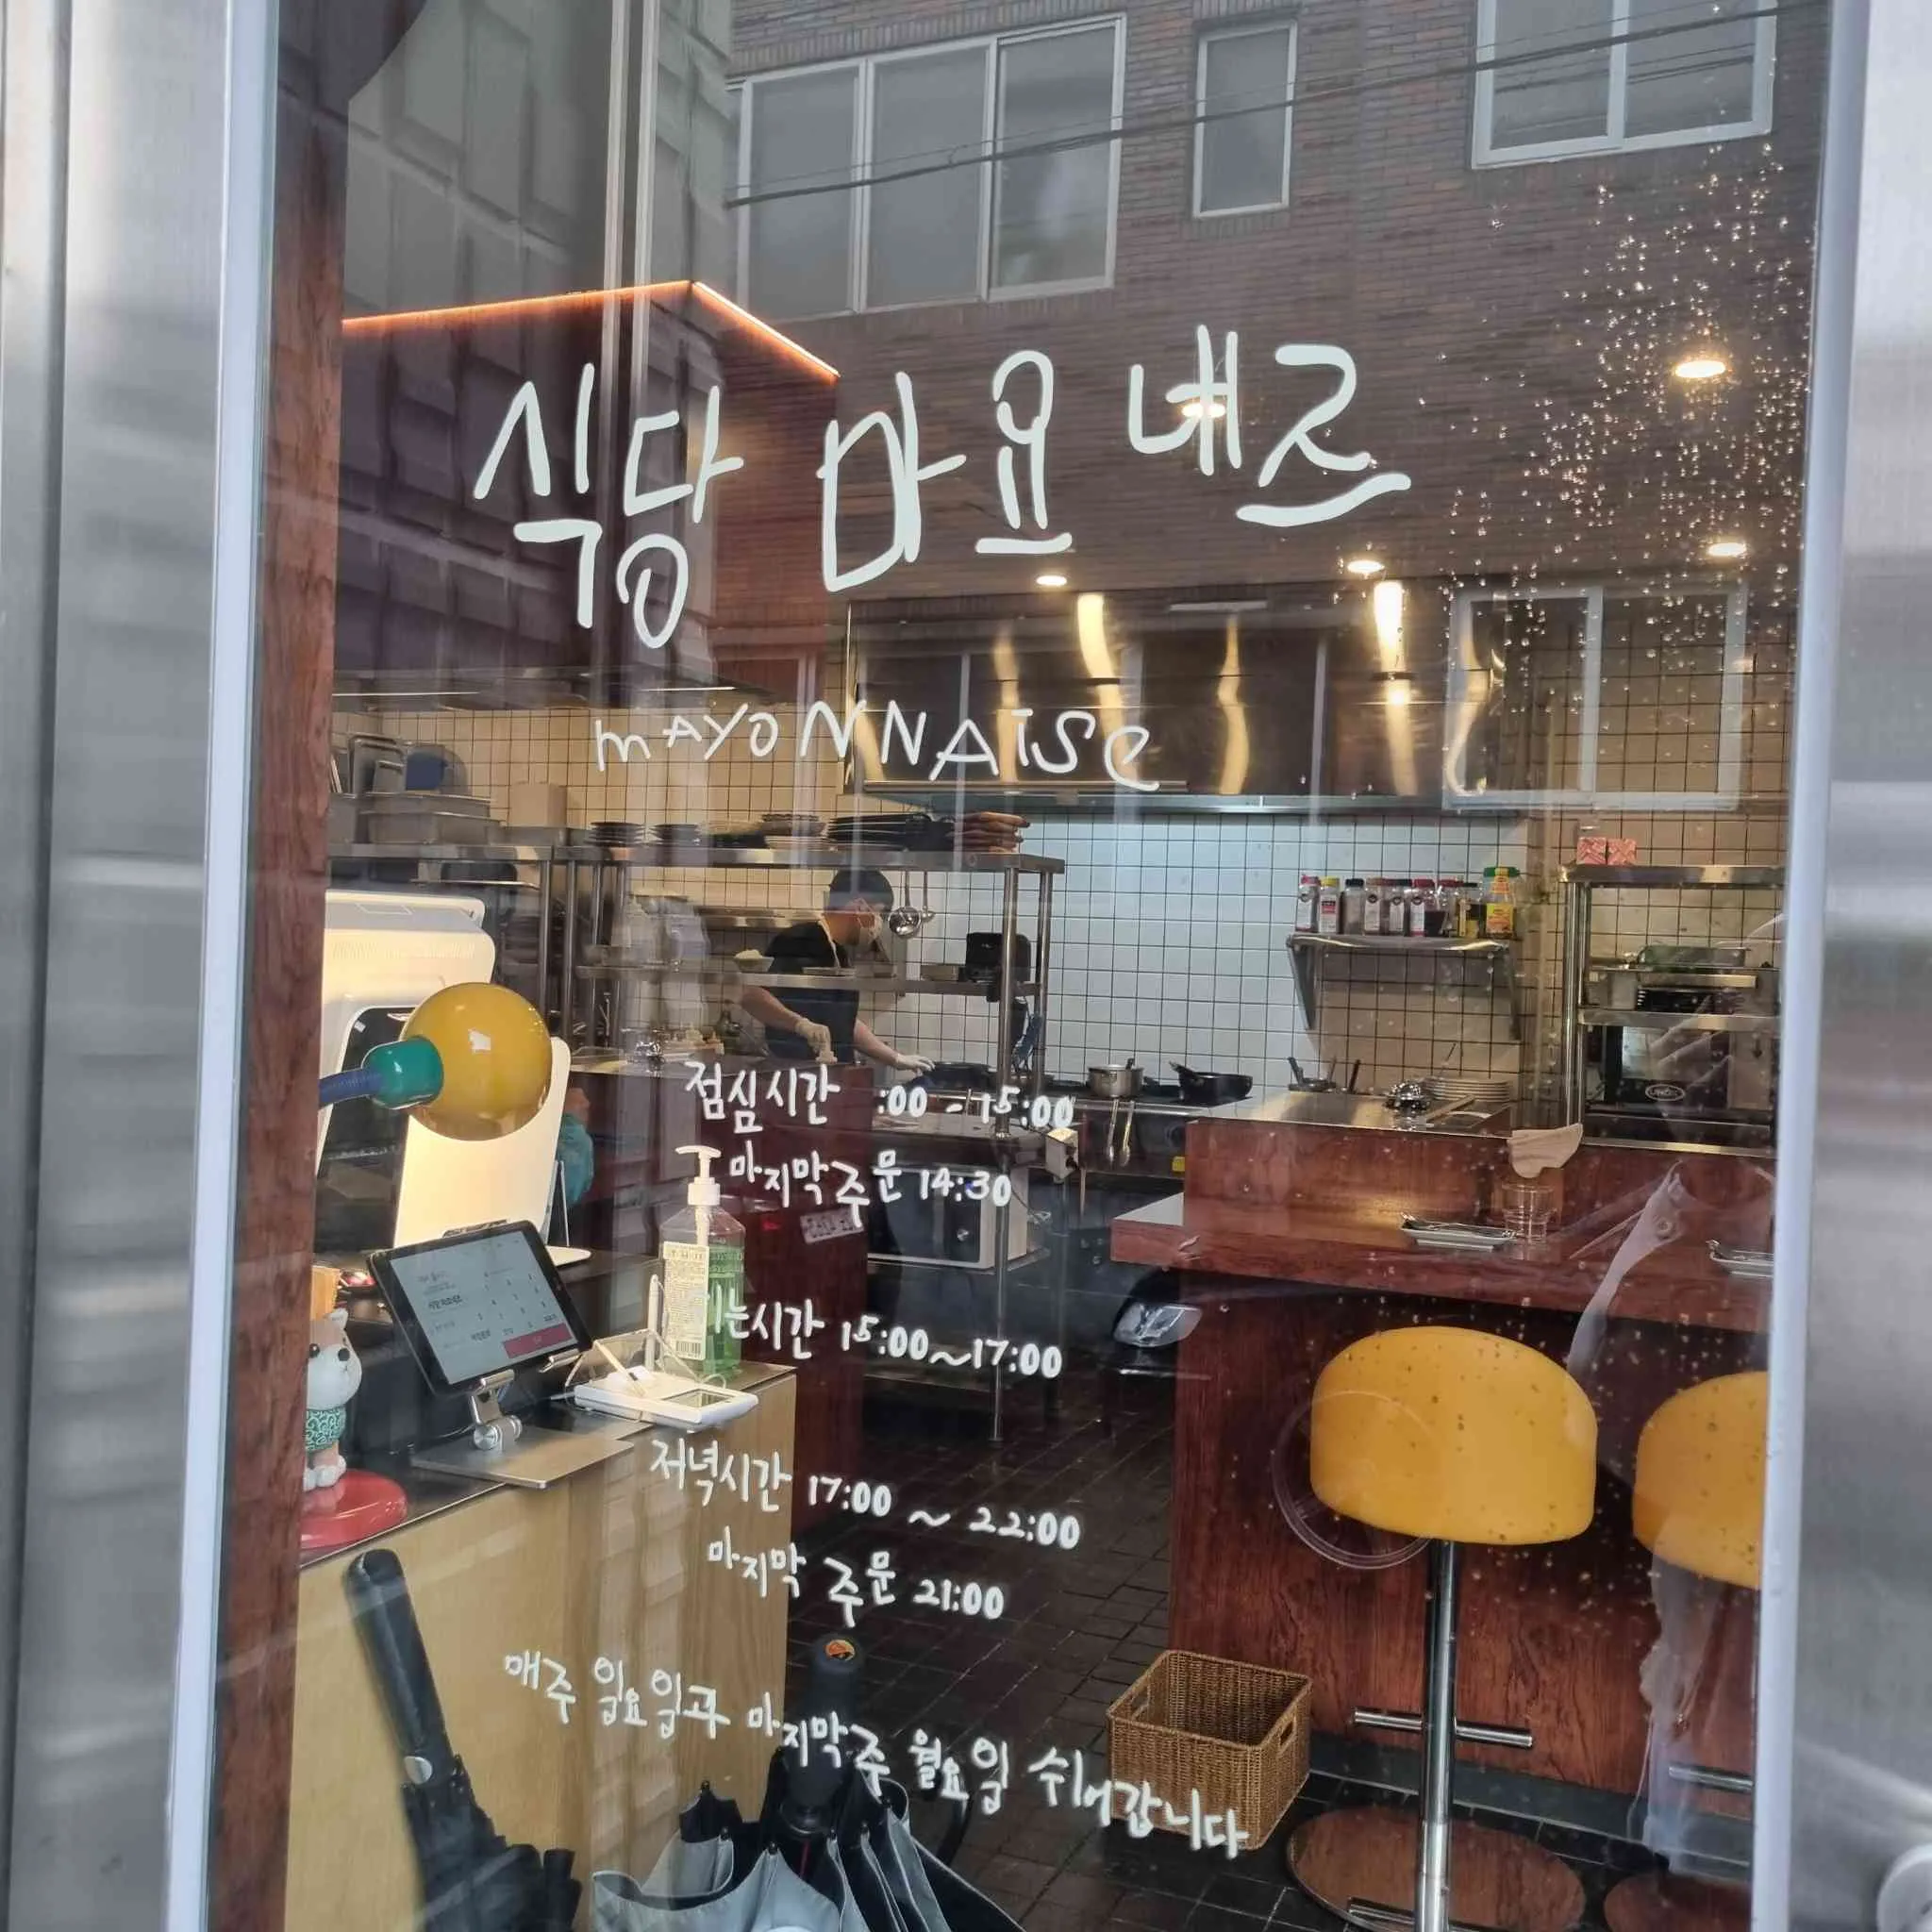 식당 마요네즈
mAYONNAise
점심시간 :00 - 15:00
마지막 주문 14:30
는시간 15:00~17:00
저녁시간 17:00 ~ 22:00
마지막 주문 21:00
매주 일요일과 마지막주 월요일 쉬어갑니다